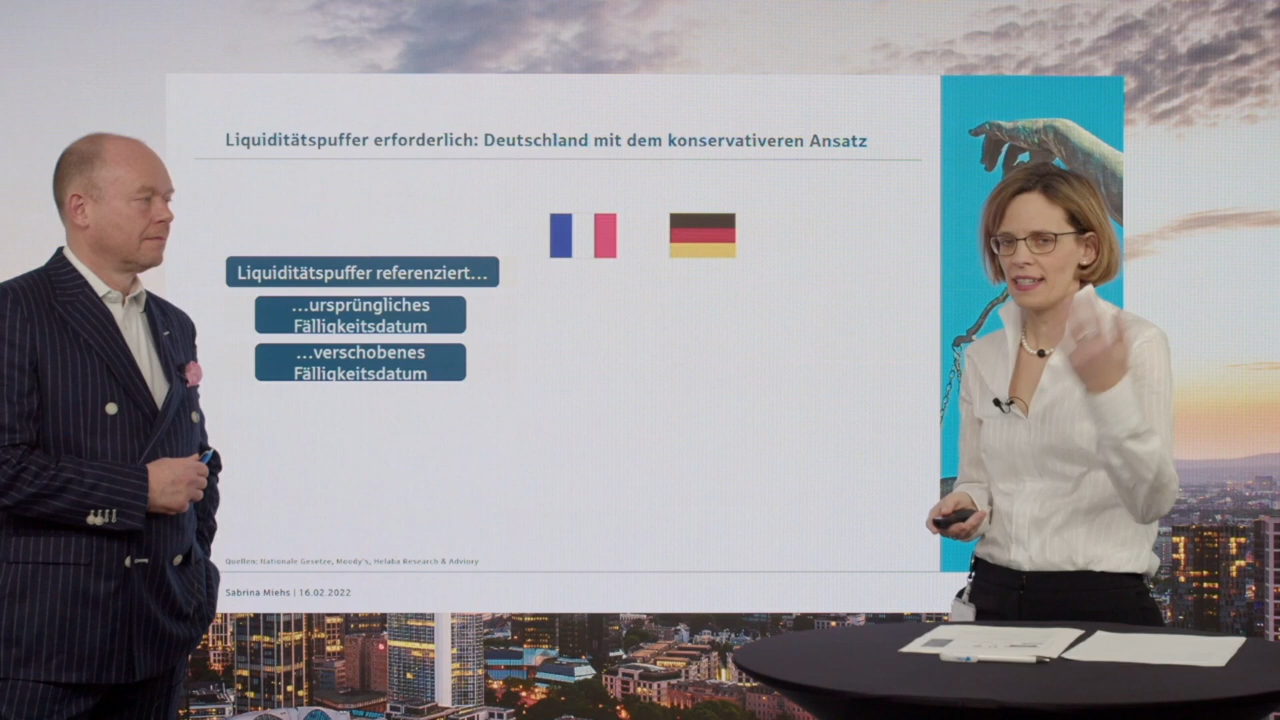 Liquiditätspuffer erforderlich: Deutschland mit dem konservativeren Ansatz
Liquiditätspuffer referenziert...
...ursprüngliches
Fälligkeitsdatum
...verschobenes
Fälligkeitsdatum
Quellen: Nationale Gesetze, Moody's, Helaba Research & Adviory
Sabrina Miehs | 16.02.2022